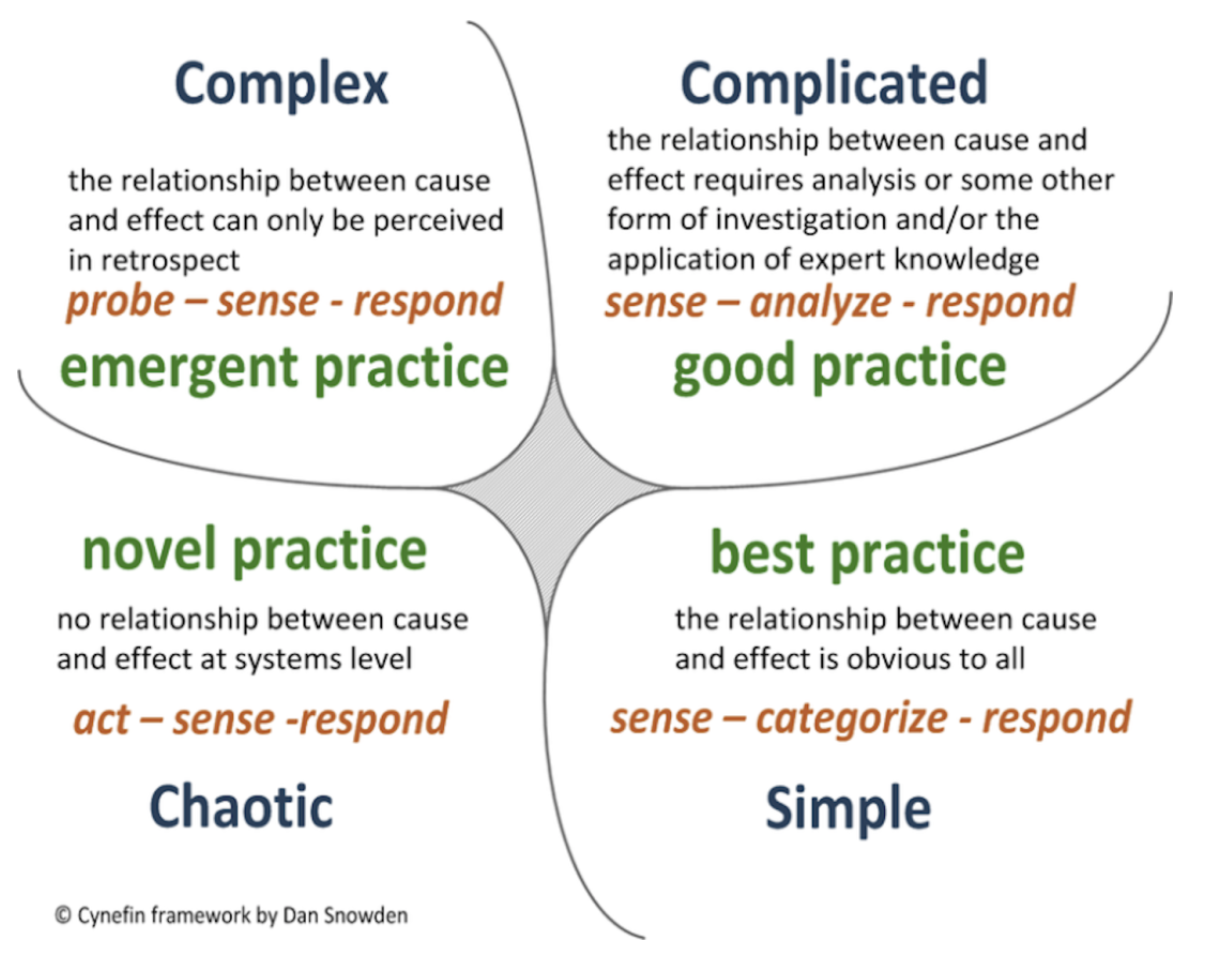 Complex
the relationship between cause
and effect can only be perceived
in retrospect
probe – sense - respond
emergent practice
Complicated
the relationship between cause and
effect requires analysis or some other
form of investigation and/or the
application of expert knowledge
sense – analyze - respond
good practice
novel practice
no relationship between cause
and effect at systems level
act – sense -respond
Chaotic
best practice
the relationship between cause
and effect is obvious to all
sense – categorize - respond
Simple
© Cynefin framework by Dan Snowden